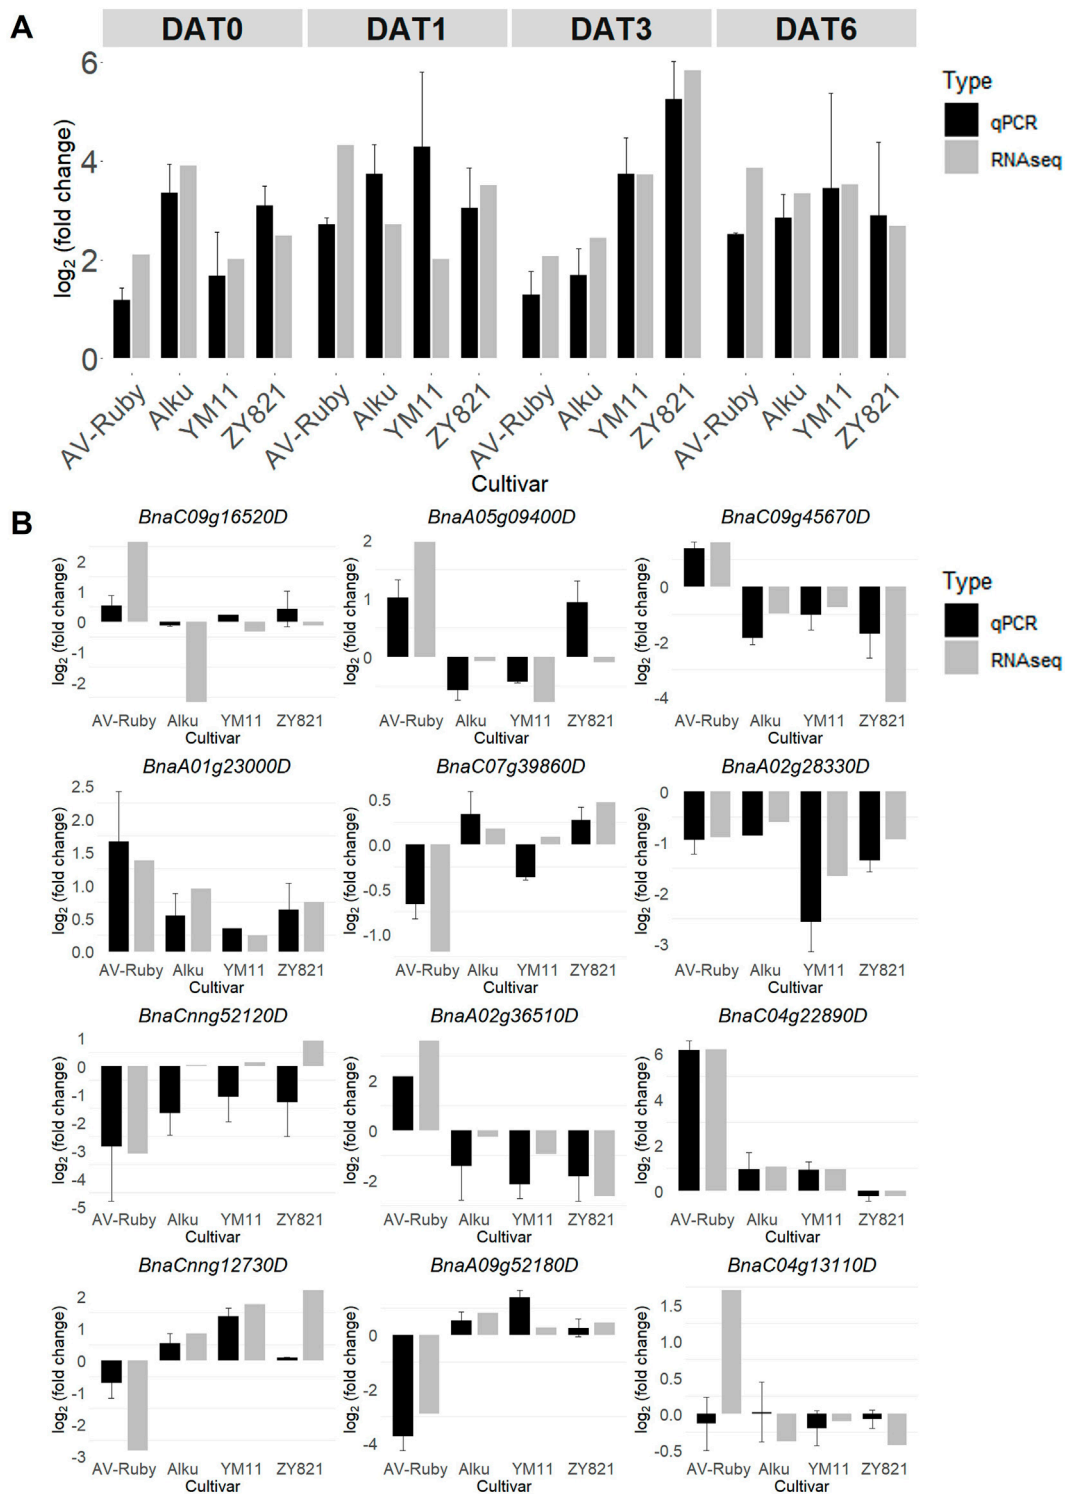 A
DAT0 DAT1 DAT3 DAT6
6
4
2
0
log2 (fold change)
AV-Ruby Alku YM11 ZY821 AV-Ruby Alku YM11 ZY821 AV-Ruby Alku YM11 ZY821 AV-Ruby Alku YM11 ZY821
Cultivar
Type
qPCR
RNAseq
B
BnaC09g16520D
2
1
0
-1
-2
log2 (fold change)
AV-Ruby Alku YM11 ZY821
Cultivar
BnaA05g09400D
2
1
0
log2 (fold change)
AV-Ruby Alku YM11 ZY821
Cultivar
BnaC09g45670D
0
-2
-4
log2 (fold change)
AV-Ruby Alku YM11 ZY821
Cultivar
Type
qPCR
RNAseq
BnaA01g23000D
2.5
2.0
1.5
1.0
0.5
0.0
log2 (fold change)
AV-Ruby Alku YM11 ZY821
Cultivar
BnaC07g39860D
0.5
0.0
-0.5
-1.0
log2 (fold change)
AV-Ruby Alku YM11 ZY821
Cultivar
BnaA02g28330D
0
-1
-2
-3
log2 (fold change)
AV-Ruby Alku YM11 ZY821
Cultivar
BnaCnng52120D
1
0
-1
-2
-3
-4
-5
log2 (fold change)
AV-Ruby Alku YM11 ZY821
Cultivar
BnaA02g36510D
2
0
-2
log2 (fold change)
AV-Ruby Alku YM11 ZY821
Cultivar
BnaC04g22890D
6
4
2
0
log2 (fold change)
AV-Ruby Alku YM11 ZY821
Cultivar
BnaCnng12730D
2
1
0
-1
-2
-3
log2 (fold change)
AV-Ruby Alku YM11 ZY821
Cultivar
BnaA09g52180D
0
-2
-4
log2 (fold change)
AV-Ruby Alku YM11 ZY821
Cultivar
BnaC04g13110D
1.5
1.0
0.5
0.0
-0.5
log2 (fold change)
AV-Ruby Alku YM11 ZY821
Cultivar